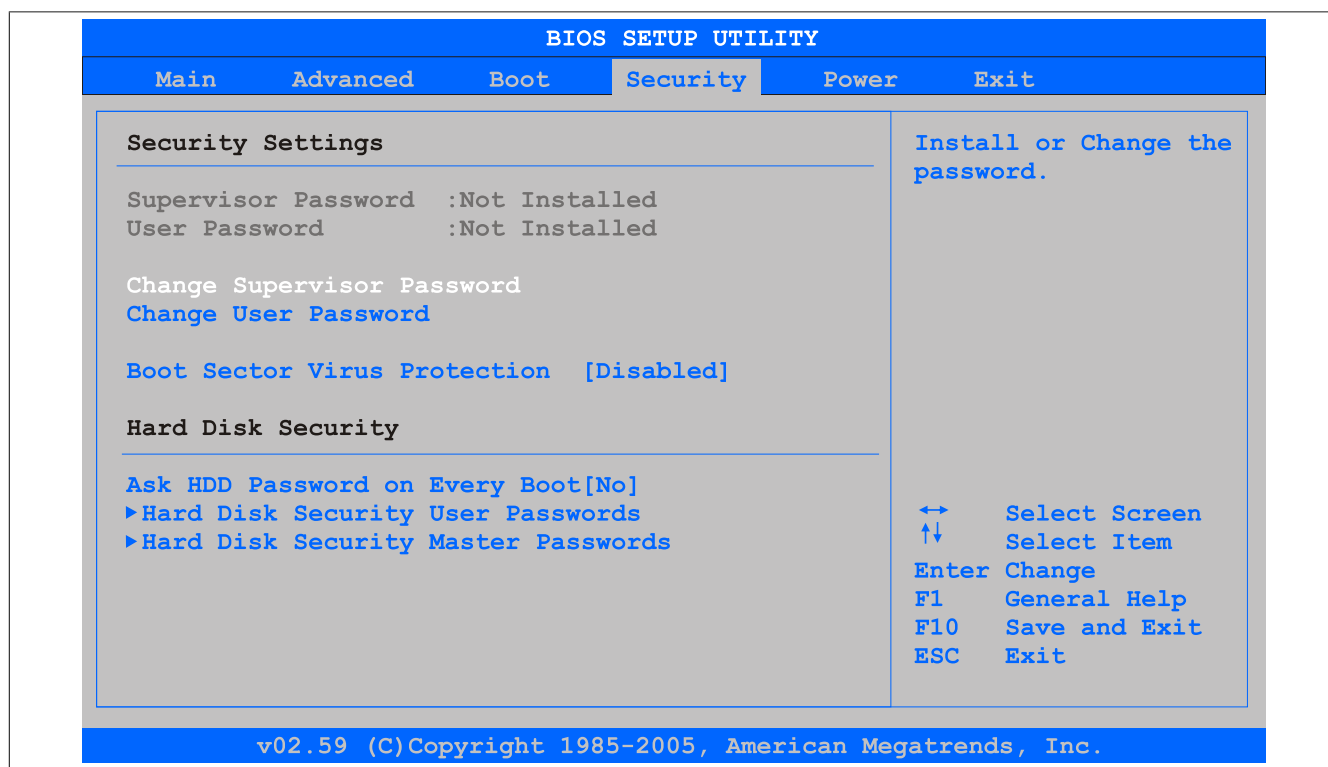 BIOS SETUP UTILITY
Main Advanced Boot Security Power Exit
Security Settings
Supervisor Password :Not Installed
User Password :Not Installed
Change Supervisor Password
Change User Password
Boot Sector Virus Protection [Disabled]
Hard Disk Security
Ask HDD Password on Every Boot[No]
Hard Disk Security User Passwords
Hard Disk Security Master Passwords
Install or Change the
password.
Select Screen
Select Item
Enter Change
F1 General Help
F10 Save and Exit
ESC Exit
v02.59 (C)Copyright 1985-2005, American Megatrends, Inc.